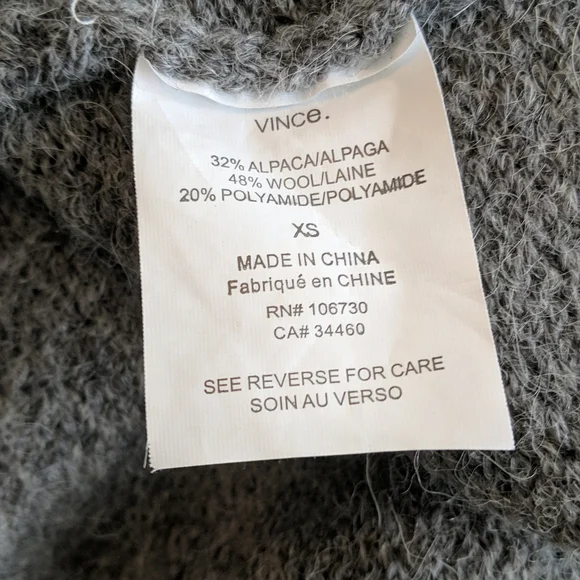 VINCe.
32% ALPACA/ALPAGA
48% WOOL/LAINE
20% POLYAMIDE/POLYAMIDE
XS
MADE IN CHINA
Fabriqué en CHINE
RN# 106730
CA# 34460
SEE REVERSE FOR CARE
SOIN AU VERSO